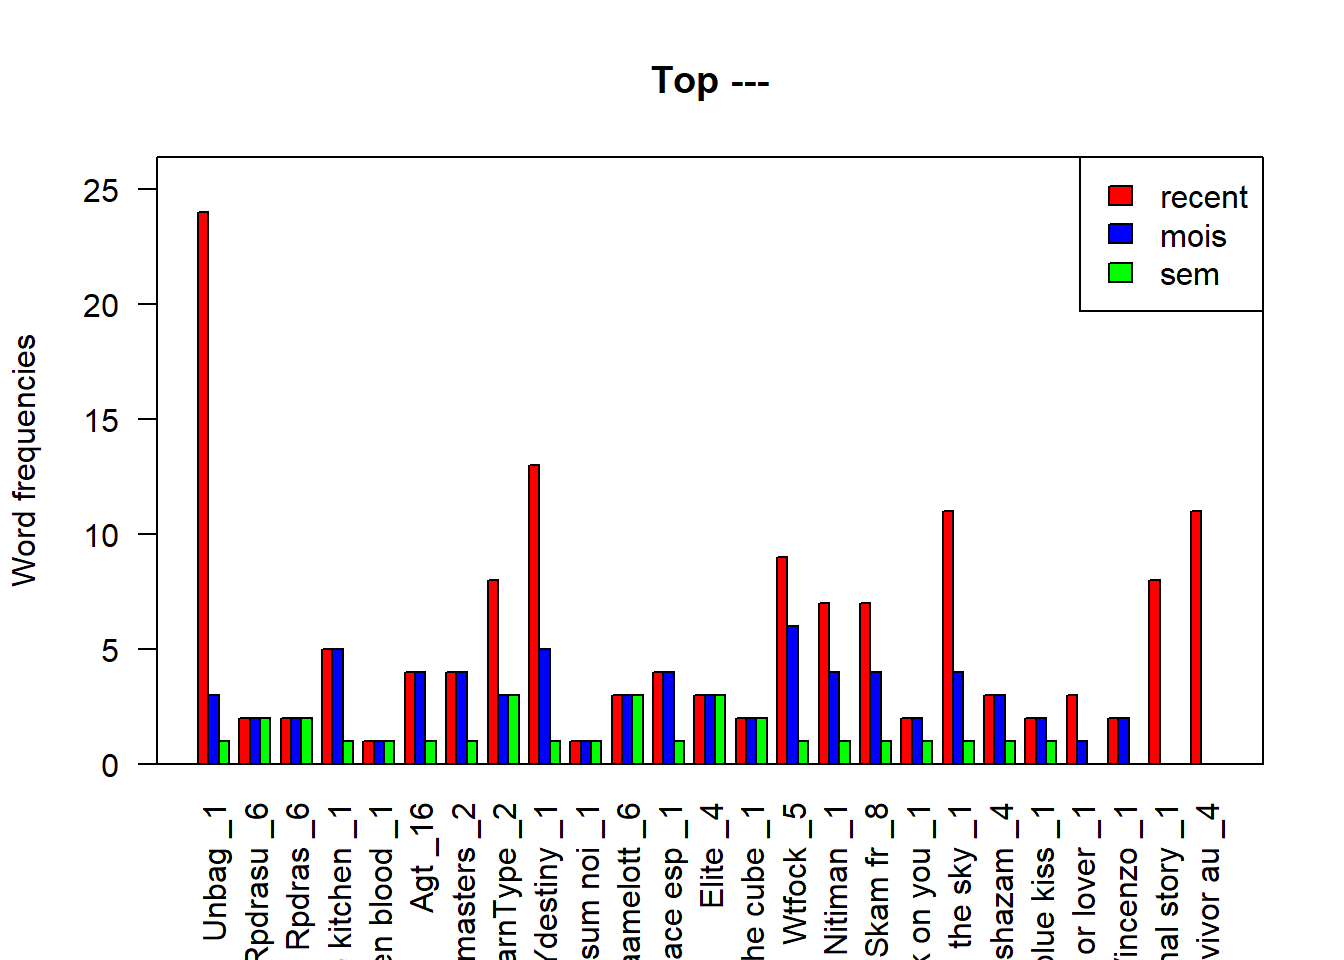 Top ---
Word frequencies
25
20
15
10
5
0
recent
mois
sem
Unbag _1
Rpdrasu _6
Rpdras _6
kitchen _1
en blood _1
Agt _16
masters _2
arnType _2
Ydestiny _1
sum noi _1
aamelott _6
ace esp _1
Elite _4
he cube _1
Wtfock _5
Nitiman _1
Skam fr _8
k on you _1
the sky _1
shazam _4
blue kiss _1
or lover _1
Vincenzo _1
nal story _1
vivor au _4